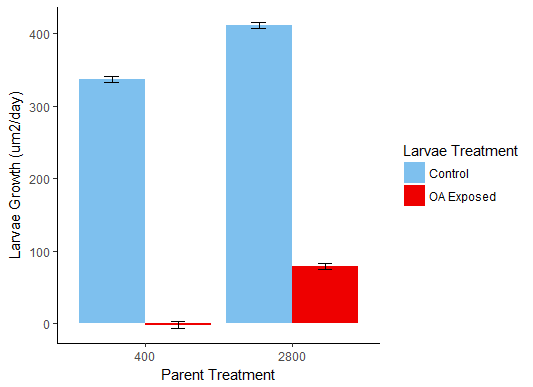 400
300
200
100
0
Larvae Growth (um2/day)
400
2800
Parent Treatment
Larvae Treatment
Control
OA Exposed